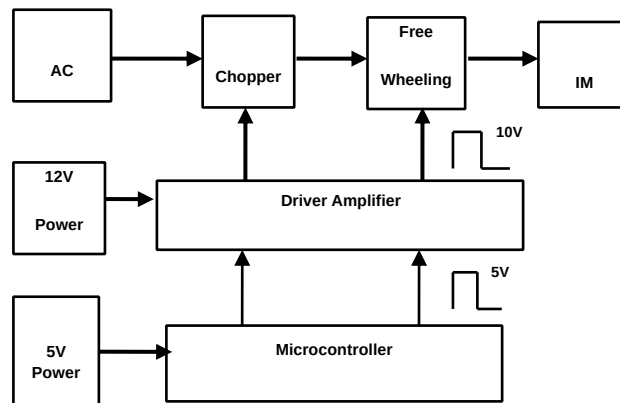 AC
Chopper
Free
Wheeling
IM
10V
12V
Power
Driver Amplifier
5V
5V
Power
Microcontroller